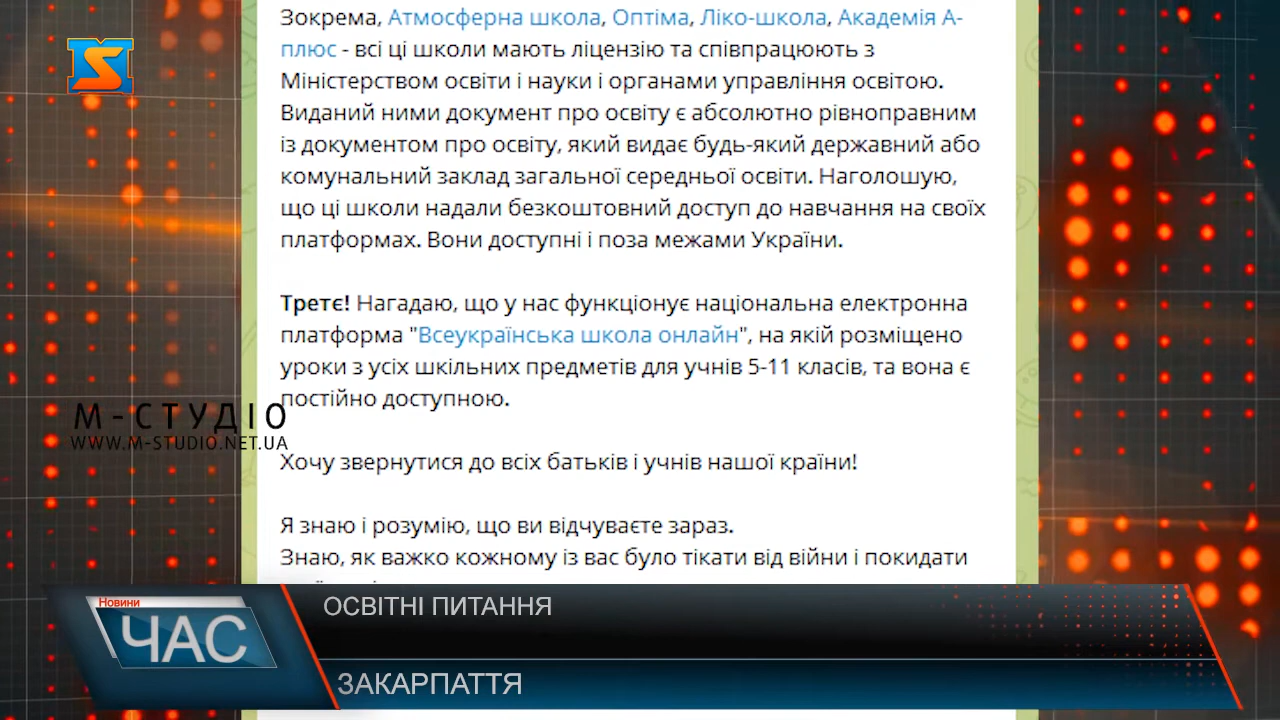 Зокрема, Атмосферна школа, Оптіма, Ліко-школа, Академія А-
плюс - всі ці школи мають ліцензію та співпрацюють з
Міністерством освіти і науки і органами управління освітою.
Виданий ними документ про освіту є абсолютно рівноправним
із документом про освіту, який видає будь-який державний або
комунальний заклад загальної середньої освіти. Наголошую,
що ці школи надали безкоштовний доступ до навчання на своїх
платформах. Вони доступні і поза межами України.
Третє! Нагадаю, що у нас функціонує національна електронна
платформа "Всеукраїнська школа онлайн", на якій розміщено
уроки з усіх шкільних предметів для учнів 5-11 класів, та вона є
постійно доступною.
М-СТУДІО
WWW.M-STUDIO.NET.UA
Хочу звернутися до всіх батьків і учнів нашої країни!
Я знаю і розумію, що ви відчуваєте зараз.
Знаю, як важко кожному із вас було тікати від війни і покидати
Новини
ЧАС
ОСВІТНІ ПИТАННЯ
ЗАКАРПАТТЯ